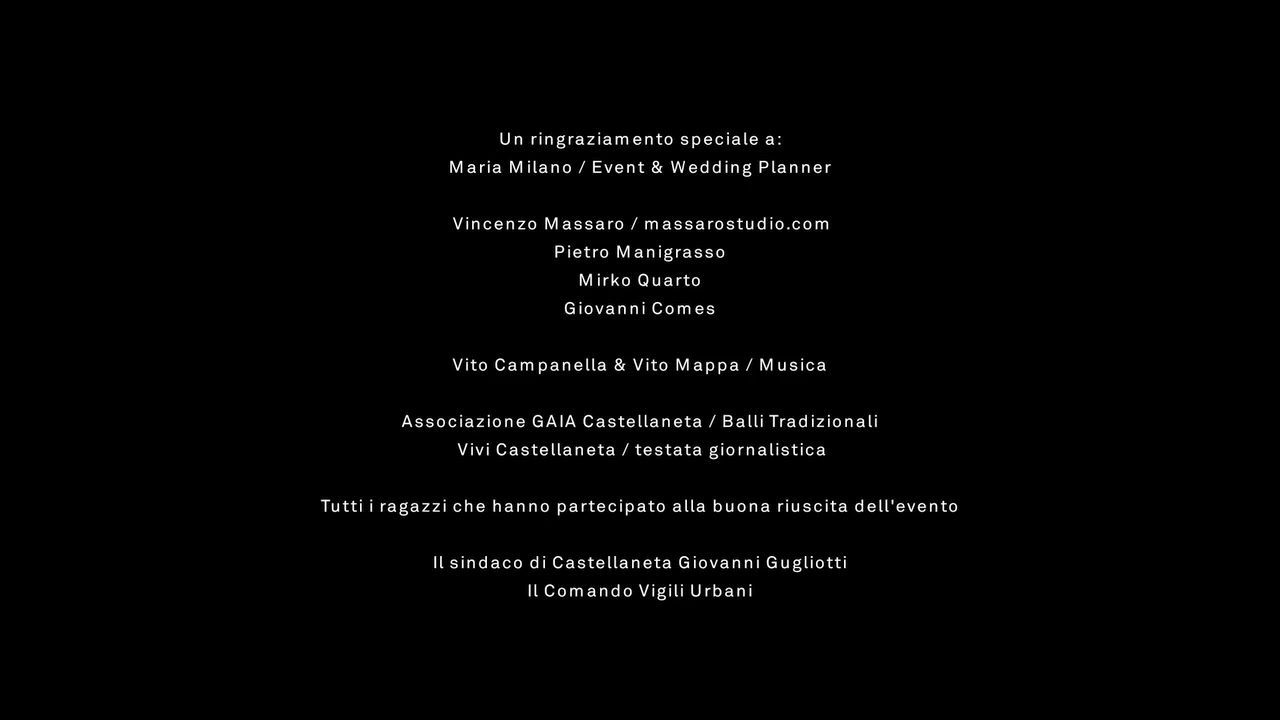 Un ringraziamento speciale a:
Maria Milano / Event & Wedding Planner
Vincenzo Massaro / massarostudio.com
Pietro Manigrasso
Mirko Quarto
Giovanni Comes
Vito Campanella & Vito Mappa / Musica
Associazione GAIA Castellaneta / Balli Tradizionali
Vivi Castellaneta / testata giornalistica
Tutti i ragazzi che hanno partecipato alla buona riuscita dell'evento
Il sindaco di Castellaneta Giovanni Gugliotti
Il Comando Vigili Urbani